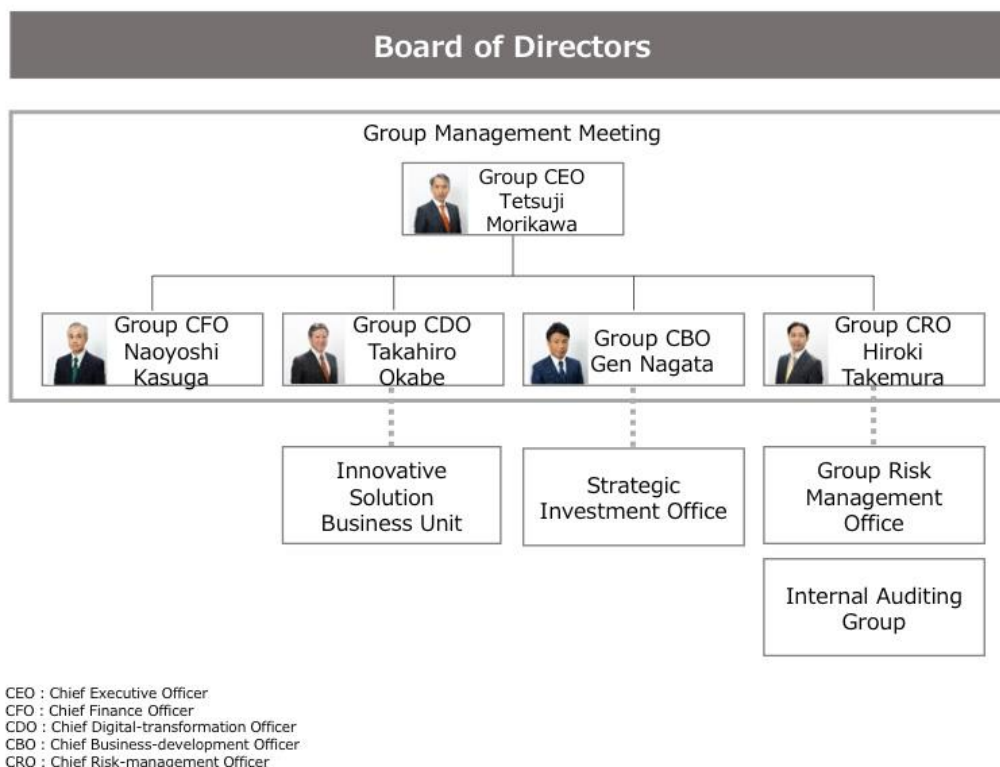 Board of Directors
Group Management Meeting
Group CEO
Tetsuji
Morikawa
Group CFO
Naoyoshi
Kasuga
Group CDO
Takahiro
Okabe
Group CBO
Gen Nagata
Group CRO
Hiroki
Takemura
Innovative
Solution
Business Unit
Strategic
Investment Office
Group Risk
Management
Office
Internal Auditing
Group
CEO : Chief Executive Officer
CFO : Chief Finance Officer
CDO : Chief Digital-transformation Officer
CBO : Chief Business-development Officer
CRO : Chief Risk-management Officer